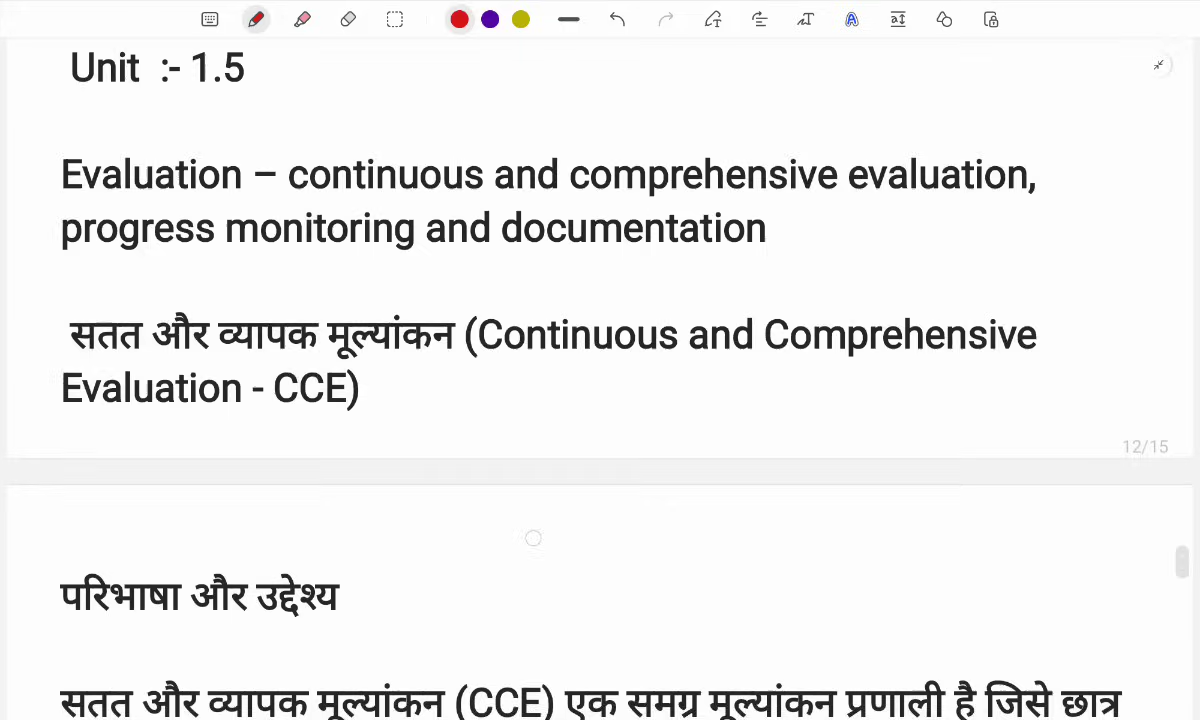 Unit :- 1.5
Evaluation – continuous and comprehensive evaluation,
progress monitoring and documentation
सतत और व्यापक मूल्यांकन (Continuous and Comprehensive
Evaluation - CCE)
12/15
परिभाषा और उद्देश्य
सतत और व्यापक मूल्यांकन (CCE) एक समग्र मूल्यांकन प्रणाली है जिसे छात्र